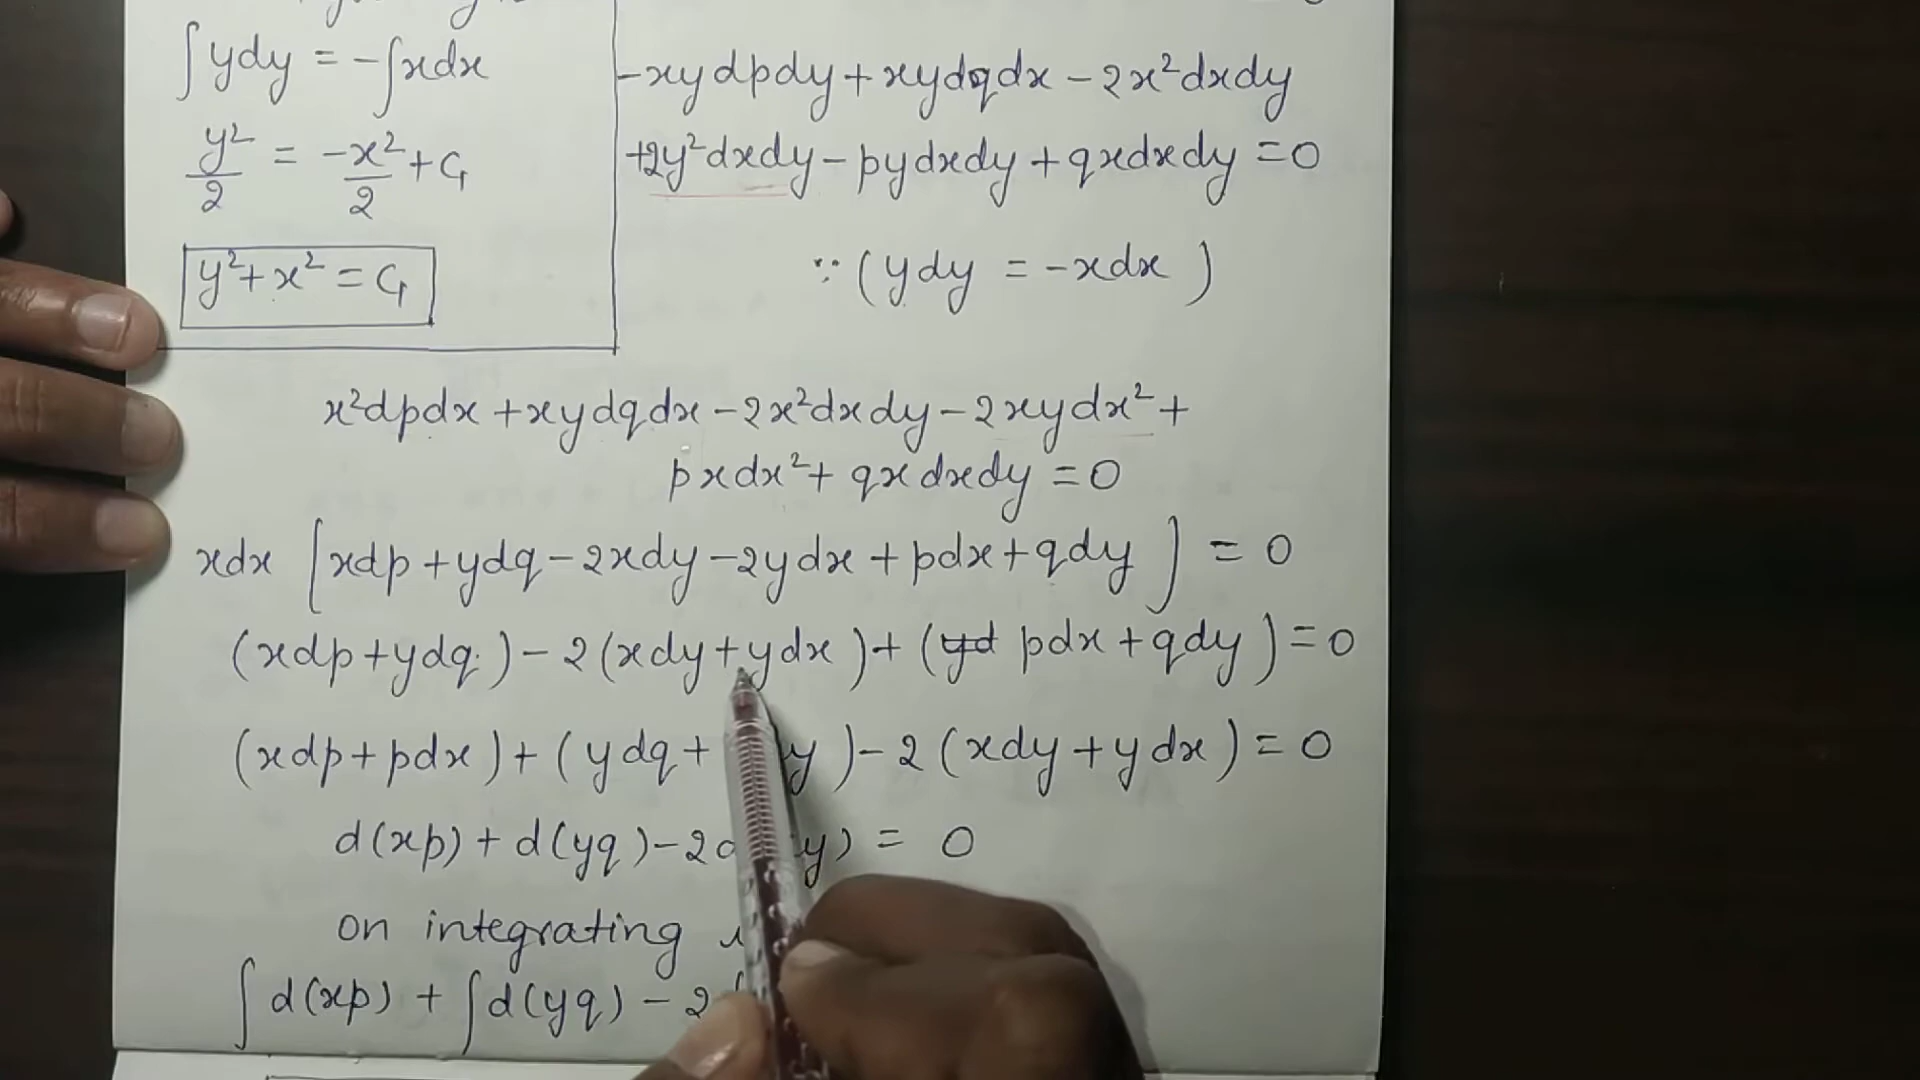 ∫ydy = -∫xdx
y²/2 = -x²/2 + C₁
y²+x² = C₁
-xydpdy+xydqdx-2x²dxdy
+2y²dxdy-pydxdy+qxdxdy=0
∵(ydy = -xdx)
x²dpdx+xydqdx-2x²dxdy-2xydx²+
pxdx²+qxdxdy=0
xdx [xdp+ydq-2xdy-2ydx+pdx+qdy] = 0
(xdp+ydq)-2(xdy+ydx)+(yd pdx+qdy)=0
(xdp+pdx)+(ydq+ y)-2(xdy+ydx)=0
d(xp)+d(yq)-2d y) = 0
on integrating
∫d(xp)+∫d(yq)-2